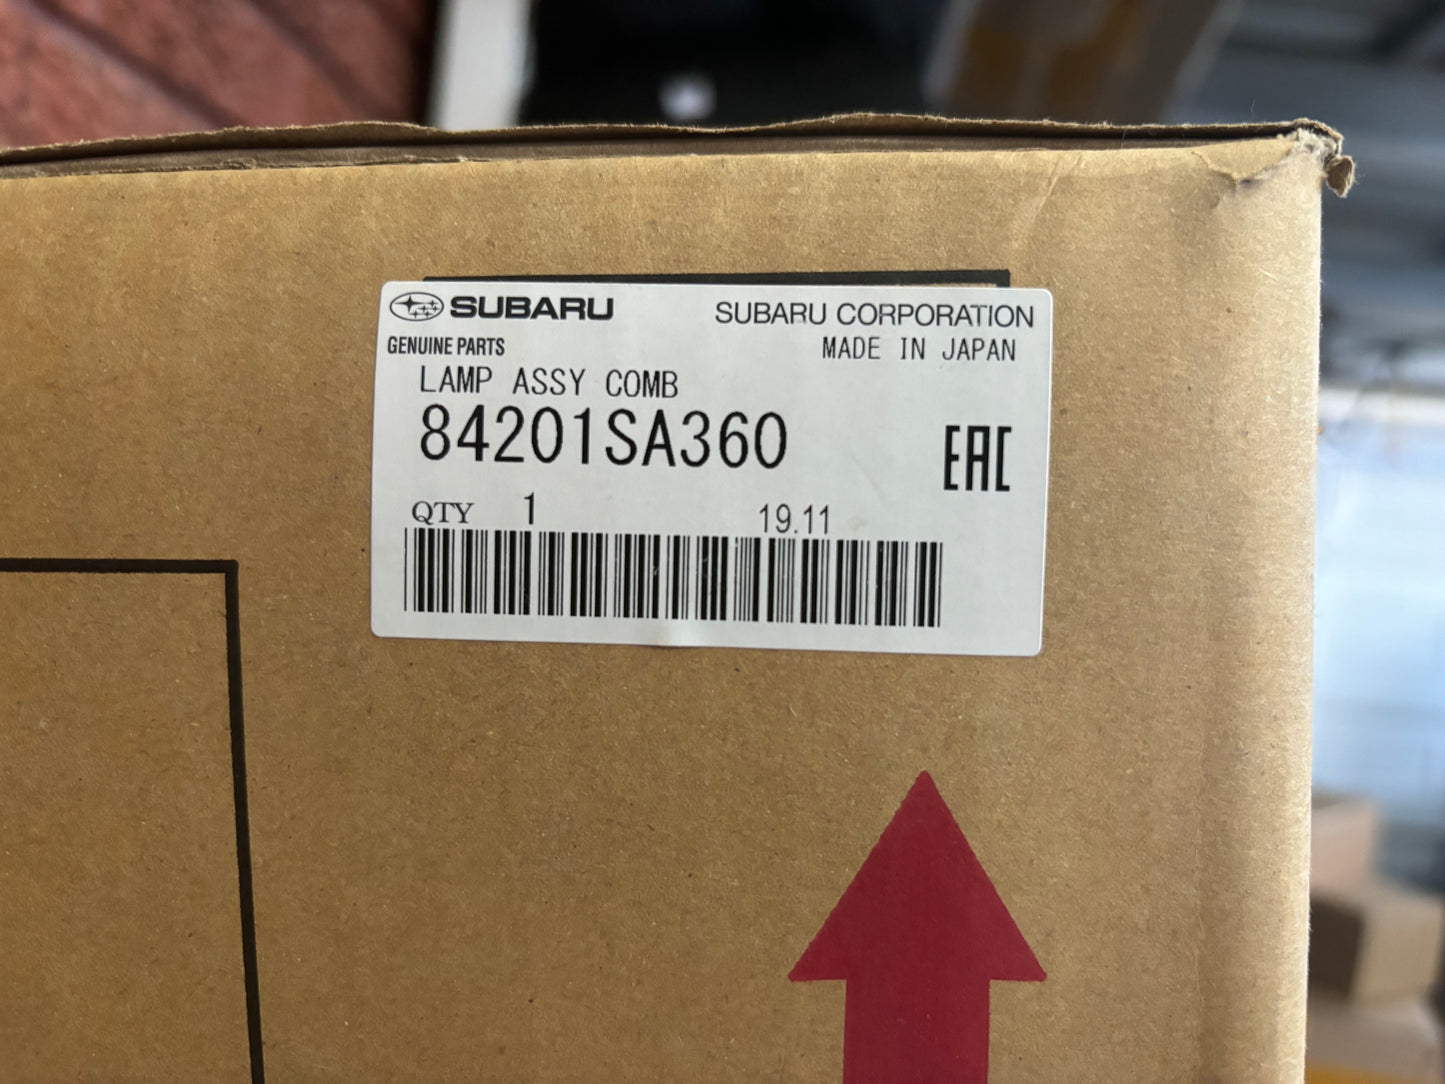 SUBARU SUBARU CORPORATION
GENUINE PARTS MADE IN JAPAN
LAMP ASSY COMB
84201SA360
EAC
QTY 1 19.11